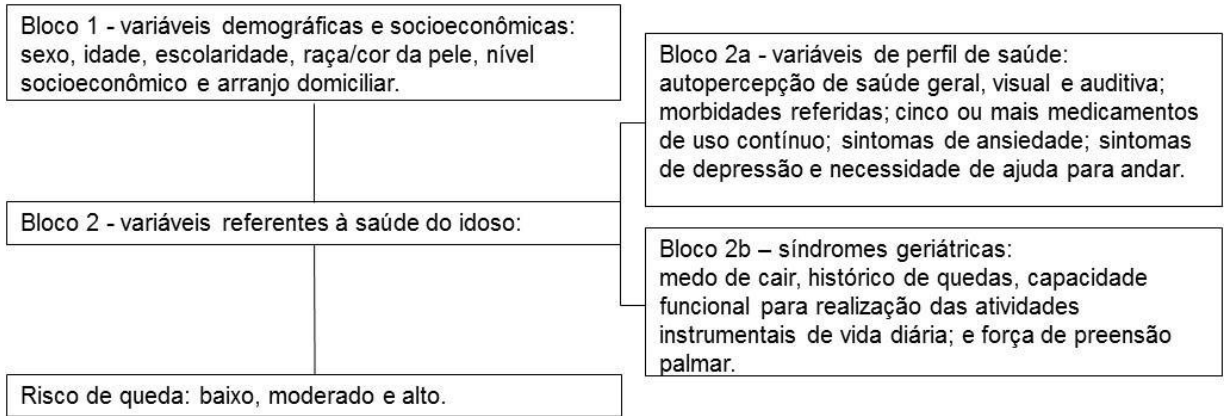 Bloco 1 - variáveis demográficas e socioeconômicas:
sexo, idade, escolaridade, raça/cor da pele, nível
socioeconômico e arranjo domiciliar.
Bloco 2a - variáveis de perfil de saúde:
autopercepção de saúde geral, visual e auditiva;
morbidades referidas; cinco ou mais medicamentos
de uso contínuo; sintomas de ansiedade; sintomas
de depressão e necessidade de ajuda para andar.
Bloco 2 - variáveis referentes à saúde do idoso:
Bloco 2b – síndromes geriátricas:
medo de cair, histórico de quedas, capacidade
funcional para realização das atividades
instrumentais de vida diária; e força de preensão
palmar.
Risco de queda: baixo, moderado e alto.